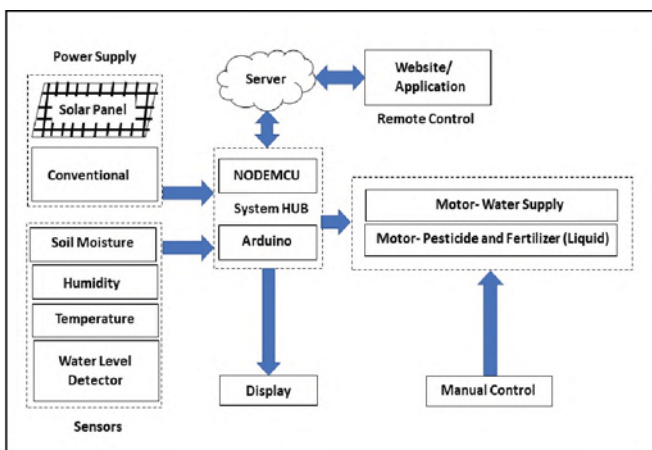 Power Supply
Solar Panel
Conventional
Server
Website/
Application
Remote Control
NODEMCU
System HUB
Arduino
Motor- Water Supply
Motor- Pesticide and Fertilizer (Liquid)
Soil Moisture
Humidity
Temperature
Water Level
Detector
Sensors
Display
Manual Control